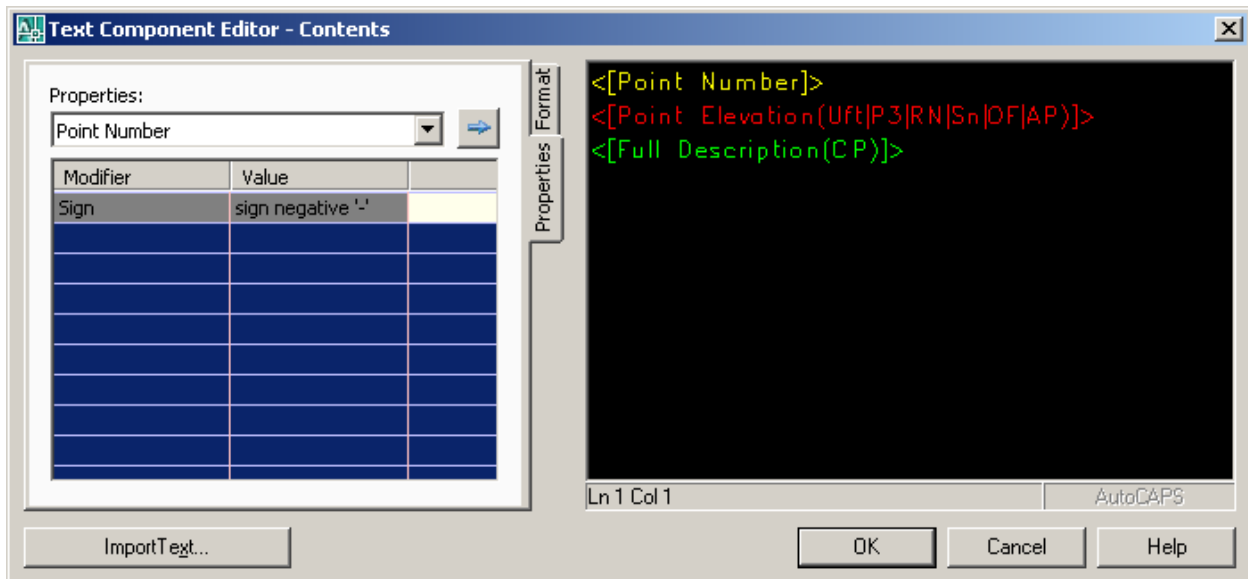 Text Component Editor - Contents
Properties:
Point Number
Modifier Value
Sign sign negative '-'
Format
Properties
<[Point Number]>
<[Point Elevation(Uft|P3|RN|Sn|OF|AP)]>
<[Full Description(CP)]>
Ln 1 Col 1
AutoCAPS
ImportText...
OK
Cancel
Help